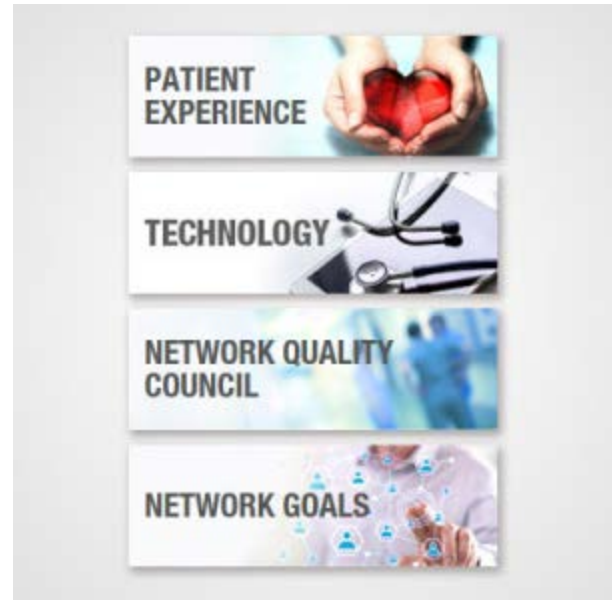 PATIENT
EXPERIENCE
TECHNOLOGY
NETWORK QUALITY
COUNCIL
NETWORK GOALS